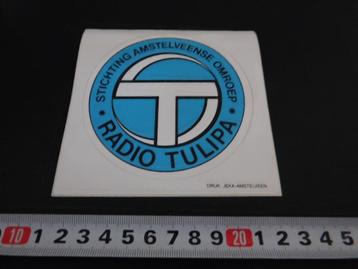 STICHTING AMSTELVEENSE OMROEP
T
• RADIO TULIPA •
DRUK: JEKA-AMSTELVEEN
10 1 2 3 4 5 6 7 8 9 20 1 2 3 4